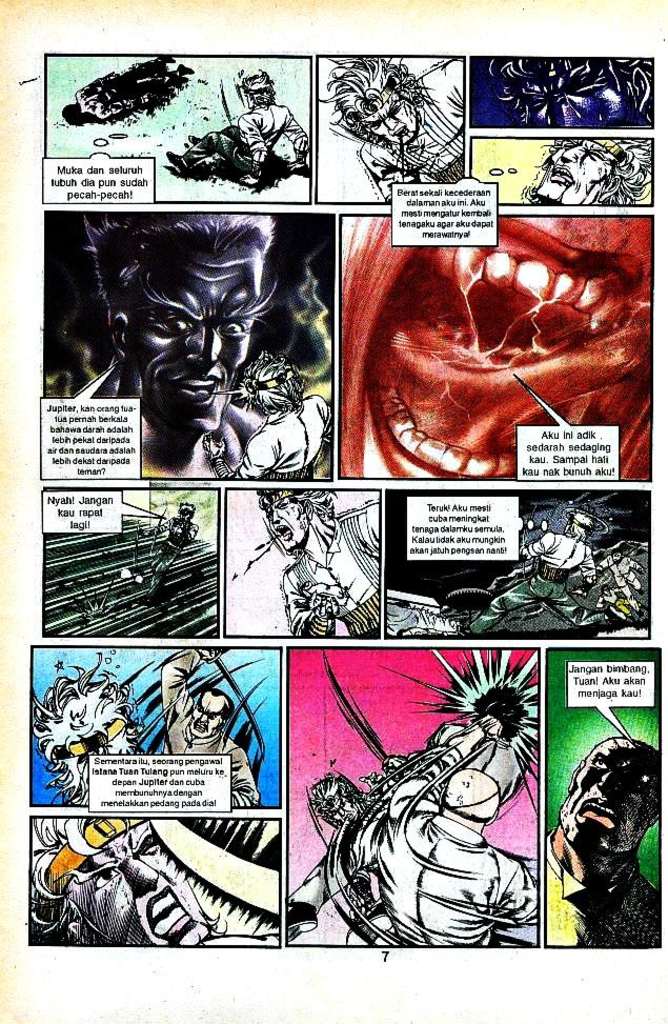 Muka dan seluruh
tubuh dia pun sudah
pecah-pecah!
Berat sekali kecederaan
dalaman aku ini. Aku
mesti mengatur kembali
tenagaku agar aku dapat
merawatnya!
Jupiter, kan orang tua-
tua pernah berkala
bahawa darah adalah
lebih pekat daripada
air dan saudara adalah
lebih dekat daripada
teman?
Aku ini adik
sedarah sedaging
kau. Sampai hati
kau nak bunuh aku!
Nyah! Jangan
kau rapat
lagi!
Teruk! Aku mesti
cuba meningkat
tenaga dalamku semula.
Kalau tidak aku mungkin
akan jatuh pengsan nanti!
Sementara itu, seorang pengawal
Istana Tuan Tulang pun meluru ke
depan Jupiter dan cuba
membunuhnya dengan
menetakkan pedang pada dia!
Jangan bimbang,
Tuan! Aku akan
menjaga kau!
7